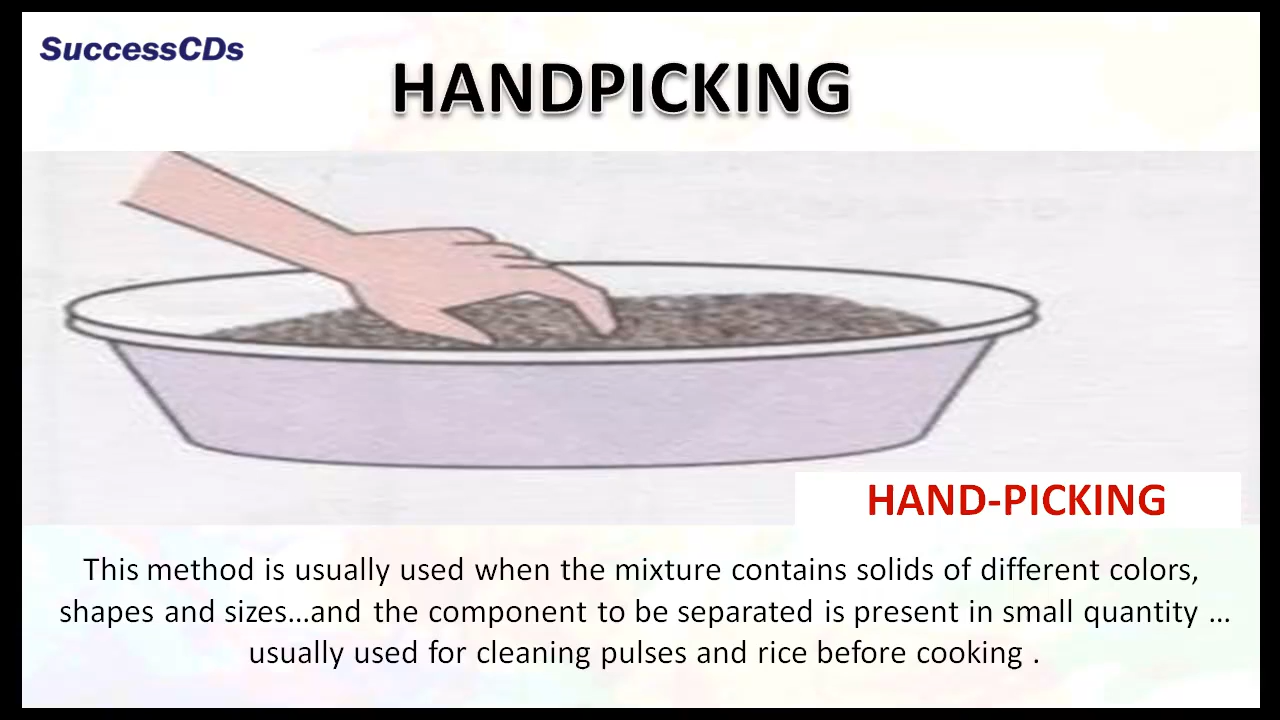 SuccessCDs
HANDPICKING
HAND-PICKING
This method is usually used when the mixture contains solids of different colors,
shapes and sizes...and the component to be separated is present in small quantity ...
usually used for cleaning pulses and rice before cooking .